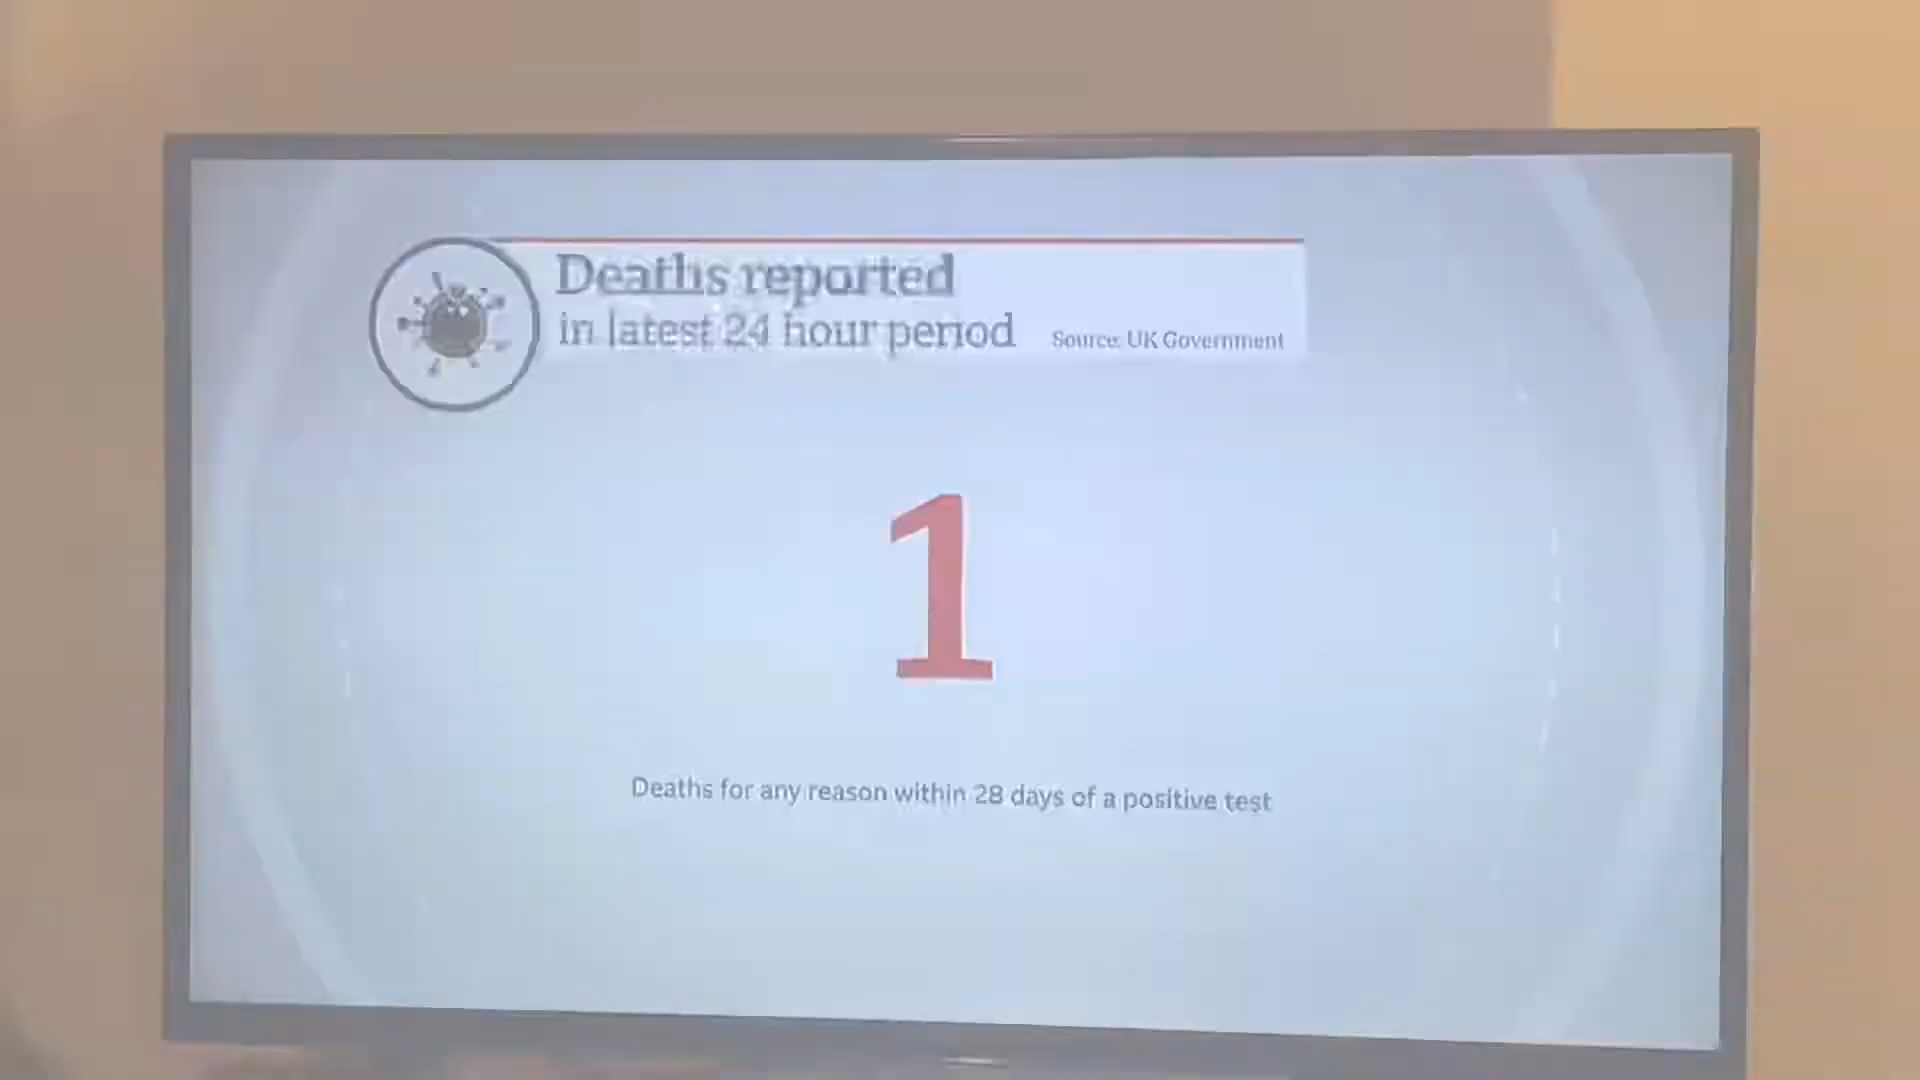 Deaths reported
in latest 24 hour period
Source: UK Government
1
Deaths for any reason within 28 days of a positive test